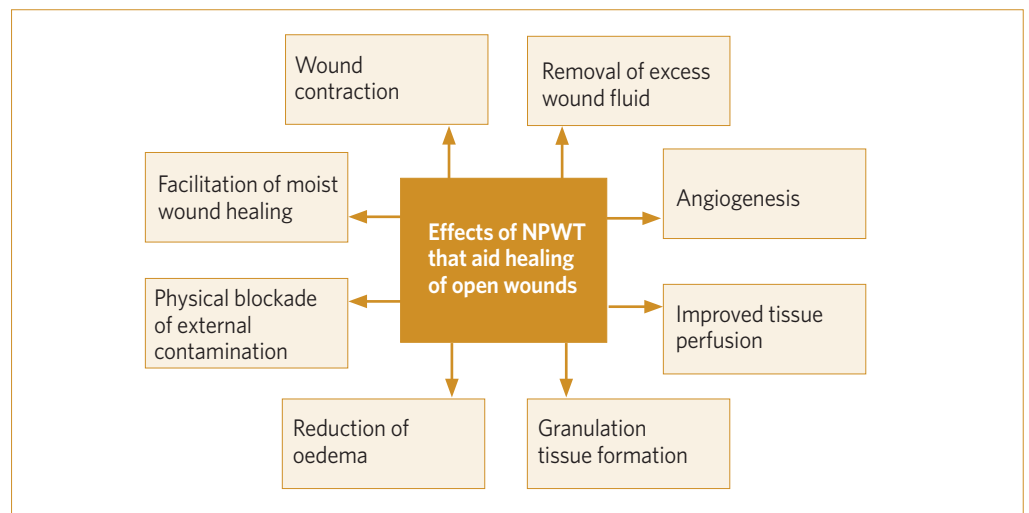 Wound
contraction
Removal of excess
wound fluid
Facilitation of moist
wound healing
Angiogenesis
Effects of NPWT
that aid healing
of open wounds
Physical blockade
of external
contamination
Improved tissue
perfusion
Reduction of
oedema
Granulation
tissue formation